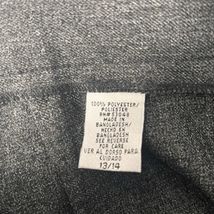 100% POLYESTER/
POLIESTER
RN# 53048
MADE IN
BANGLADESH/
HECHO EN
BANGLADESH
SEE REVERSE
FOR CARE
VER AL DORSO PARA
CUIDADO
13/14